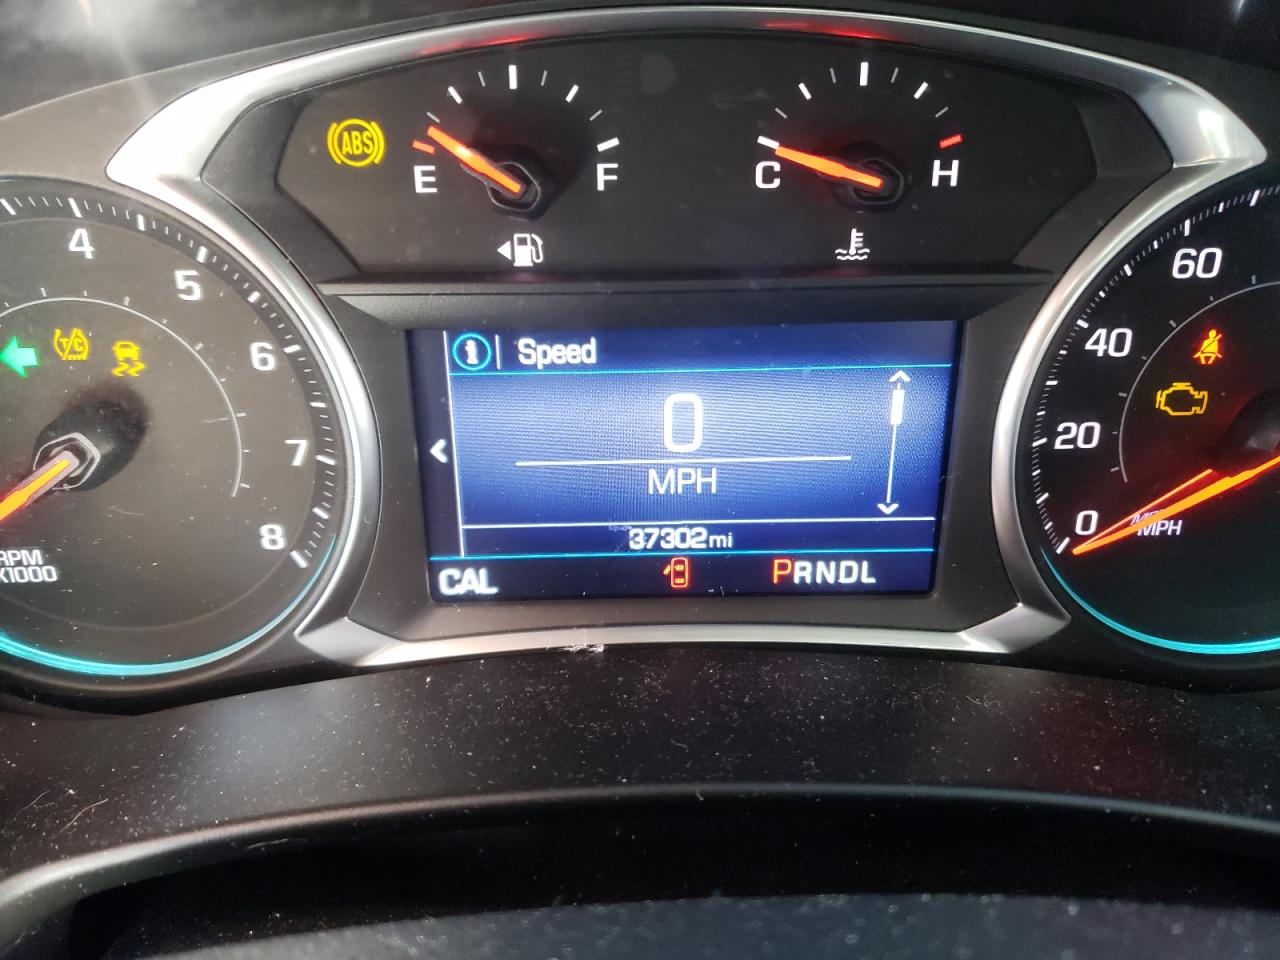 ABS
E
F
C
H
4
5
6
7
8
RPM
X1000
T/C
i
Speed
0
MPH
37302 mi
CAL
PRNDL
60
40
20
0
MPH